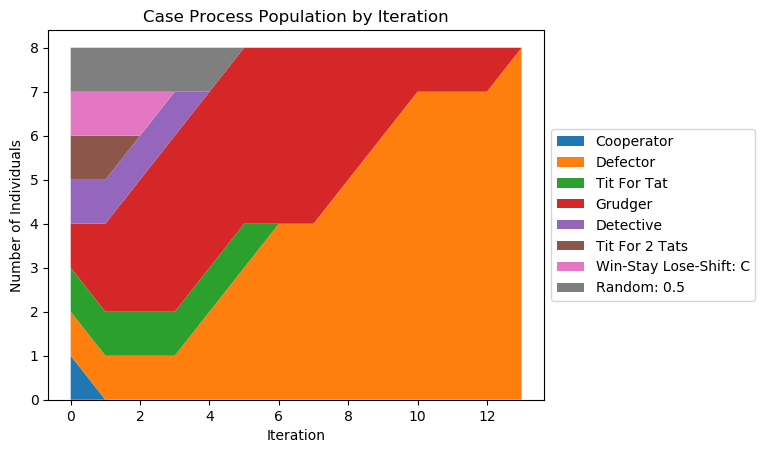 Case Process Population by Iteration
Number of Individuals
8
7
6
5
4
3
2
1
0
0 2 4 6 8 10 12
Iteration
Cooperator
Defector
Tit For Tat
Grudger
Detective
Tit For 2 Tats
Win-Stay Lose-Shift: C
Random: 0.5